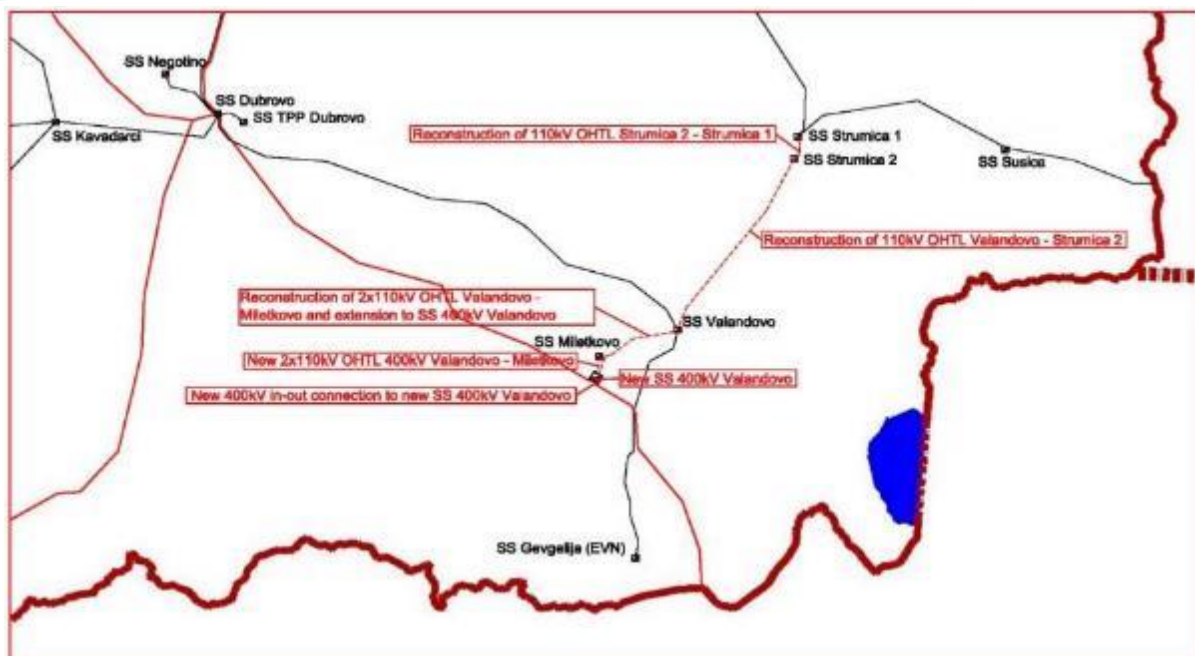 SS Negotino
SS Dubrovo
SS TPP Dubrovo
SS Kavadarci
Reconstruction of 110kV OHTL Strumica 2 - Strumica 1
SS Strumica 1
SS Strumica 2
SS Susica
Reconstruction of 110kV OHTL Valandovo - Strumica 2
Reconstruction of 2x110kV OHTL Valandovo -
Miletkovo and extension to SS 400kV Valandovo
SS Valandovo
SS Miletkovo
New 2x110kV OHTL 400kV Valandovo - Miletkovo
New SS 400kV Valandovo
New 400kV in-out connection to new SS 400kV Valandovo
SS Gevgelija (EVN)